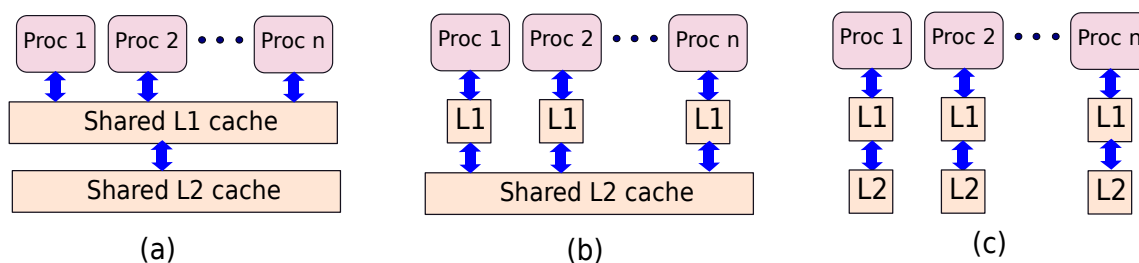 Proc 1 Proc 2 Proc n
Shared L1 cache
Shared L2 cache
(a)
Proc 1 Proc 2 Proc n
L1 L1 L1
Shared L2 cache
(b)
Proc 1 Proc 2 Proc n
L1 L1 L1
L2 L2 L2
(c)